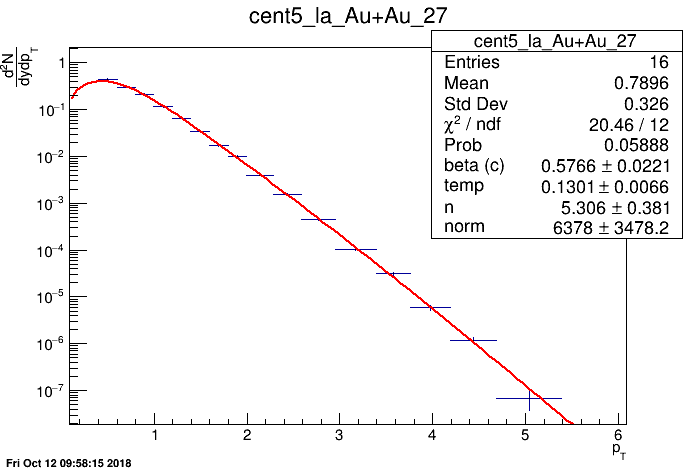 cent5_la_Au+Au_27
d²N
dydp_T
cent5_la_Au+Au_27
Entries 16
Mean 0.7896
Std Dev 0.326
χ² / ndf 20.46 / 12
Prob 0.05888
beta (c) 0.5766 ± 0.0221
temp 0.1301 ± 0.0066
n 5.306 ± 0.381
norm 6378 ± 3478.2
1
10⁻¹
10⁻²
10⁻³
10⁻⁴
10⁻⁵
10⁻⁶
10⁻⁷
1 2 3 4 5 6
p_T
Fri Oct 12 09:58:15 2018